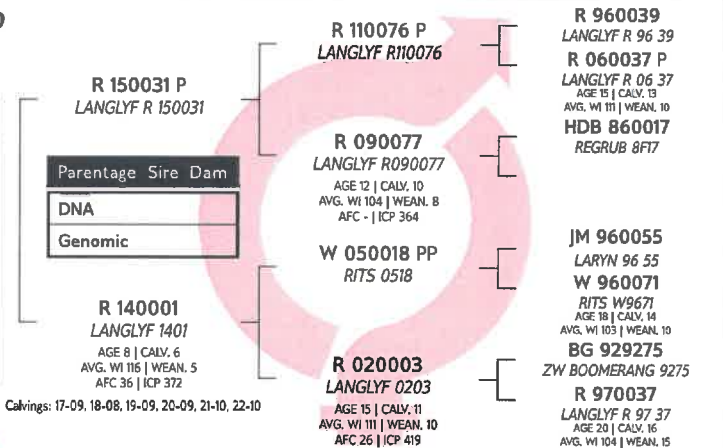 R 150031 P
LANGLYF R 150031
Parentage Sire Dam
DNA
Genomic
R 140001
LANGLYF 1401
AGE 8 | CALV. 6
AVG. WI 116 | WEAN. 5
AFC 36 | ICP 372
Calvings: 17-09, 18-08, 19-09, 20-09, 21-10, 22-10
R 110076 P
LANGLYF R110076
R 090077
LANGLYF R090077
AGE 12 | CALV. 10
AVG. WI 104 | WEAN. 8
AFC - | ICP 364
W 050018 PP
RITS 0518
R 020003
LANGLYF 0203
AGE 15 | CALV. 11
AVG. WI 111 | WEAN. 10
AFC 26 | ICP 419
R 960039
LANGLYF R 96 39
R 060037 P
LANGLYF R 06 37
AGE 15 | CALV. 13
AVG. WI 111 | WEAN. 10
HDB 860017
REGRUB 8F17
JM 960055
LARYN 96 55
W 960071
RITS W9671
AGE 18 | CALV. 14
AVG. WI 103 | WEAN. 10
BG 929275
ZW BOOMERANG 9275
R 970037
LANGLYF R 97 37
AGE 20 | CALV. 16
AVG. WI 104 | WEAN. 15